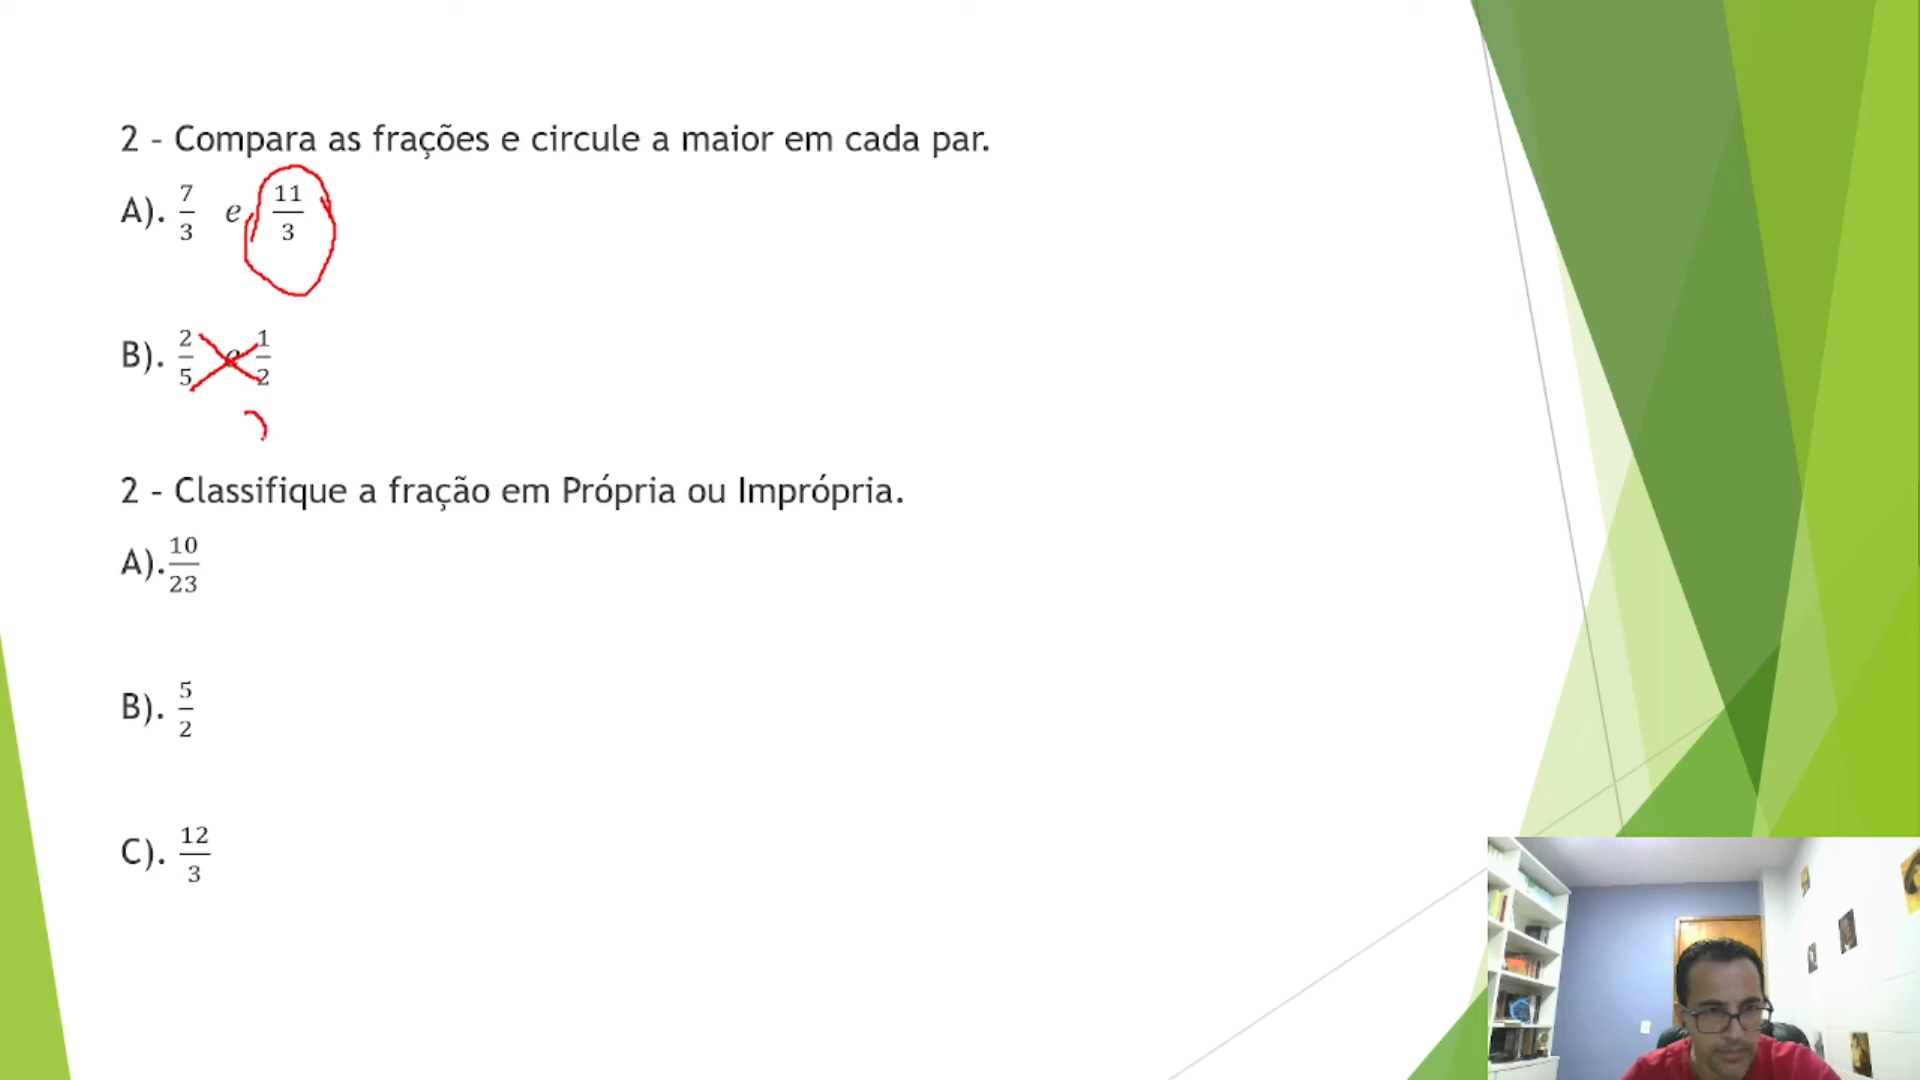 2 - Compara as frações e circule a maior em cada par.
A). 7/3 e 11/3
B). 2/5 e 1/2
2 - Classifique a fração em Própria ou Imprópria.
A). 10/23
B). 5/2
C). 12/3